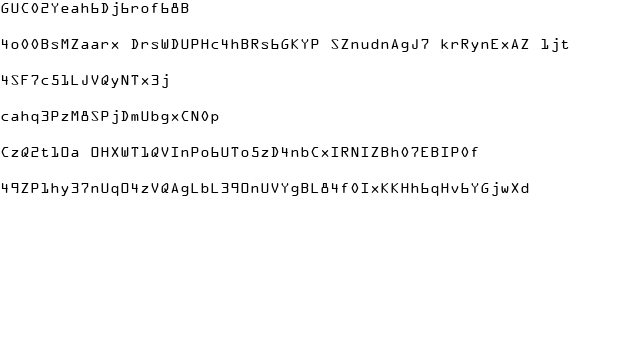 GUC02Yeah6Dj6rof68B
4o00BsMZaarx DrsWDUPHc4hBRs6GKYP SZnudnAgJ7 krRynExAZ 1jt
4SF7c51LJVQyNTx3j
cahq3PzM8SPjDmUbgxCN0p
CzQ2t1Oa OHXWT1QVInPo6UTo5zD4nbCxIRNIZBh07EBIP0f
49ZP1hy37nUqO4zVQAgLbL39OnUVYgBL84f0IxKKHh6qHv6YGjwXd